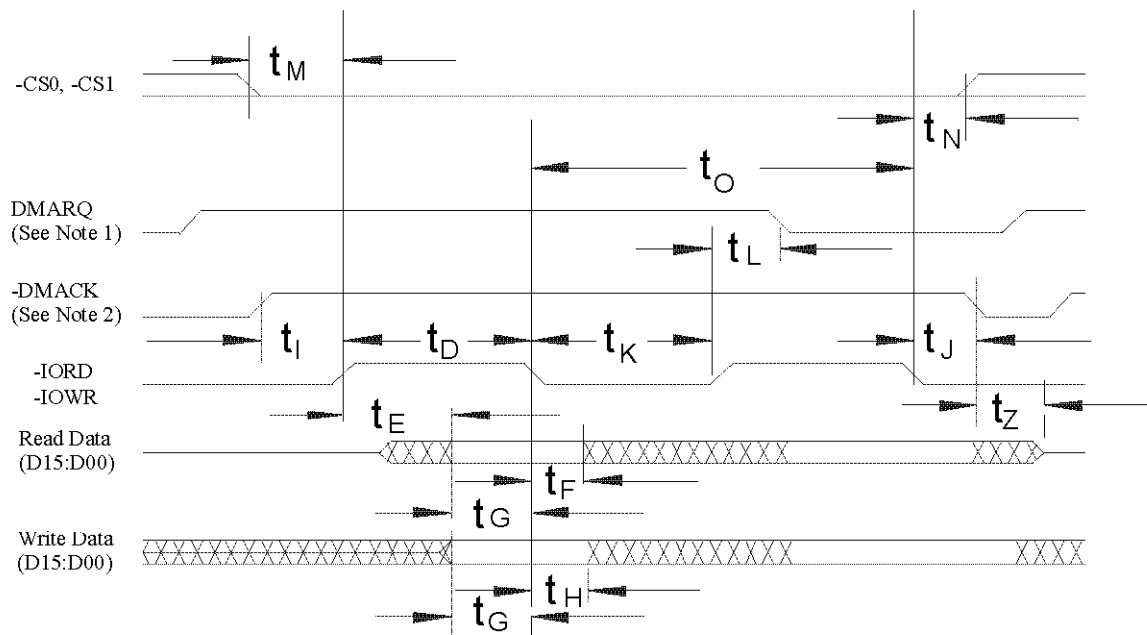 tM
-CS0, -CS1
tN
tO
DMARQ
(See Note 1)
tL
-DMACK
(See Note 2)
tI
tD
tK
tJ
-IORD
-IOWR
tE
tZ
Read Data
(D15:D00)
tF
tG
Write Data
(D15:D00)
tH
tG